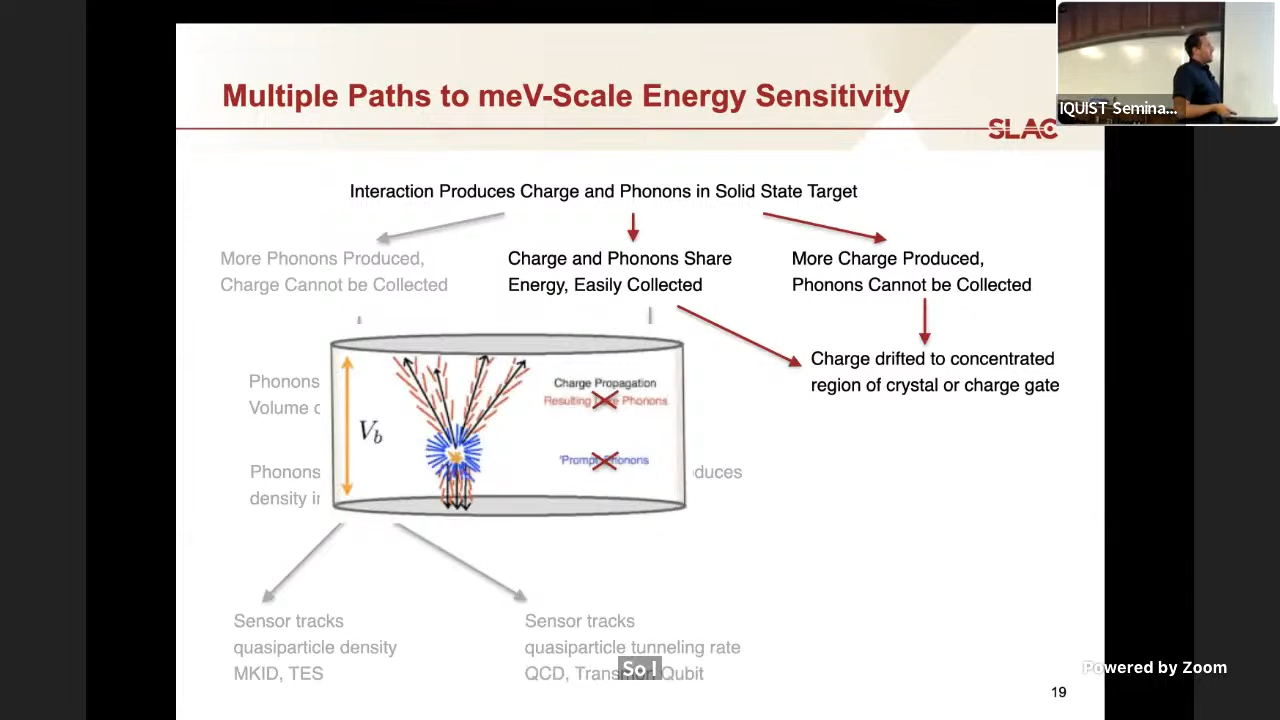 Multiple Paths to meV-Scale Energy Sensitivity
SLAC
IQUIST Semina...
Interaction Produces Charge and Phonons in Solid State Target
More Phonons Produced,
Charge Cannot be Collected
Charge and Phonons Share
Energy, Easily Collected
More Charge Produced,
Phonons Cannot be Collected
Charge drifted to concentrated
region of crystal or charge gate
Phonons
Volume
Charge Propagation
Resulting Phonons
V_b
'Prompt Phonons
Phonons
density
Sensor tracks
quasiparticle density
MKID, TES
Sensor tracks
quasiparticle tunneling rate
QCD, Transmon Qubit
So I
Powered by Zoom
19